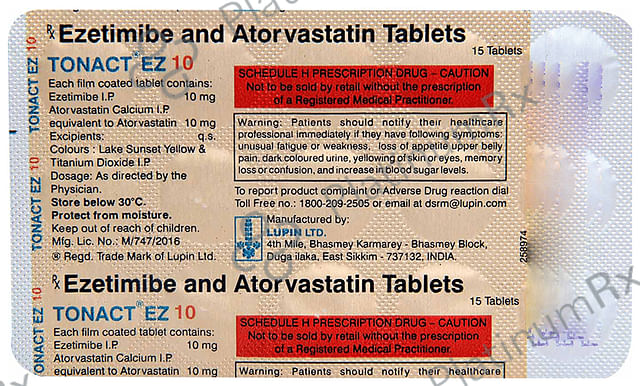 ℞ Ezetimibe and Atorvastatin Tablets
15 Tablets
TONACT® EZ 10
Each film coated tablet contains:
Ezetimibe I.P 10 mg
Atorvastatin Calcium I.P
equivalent to Atorvastatin 10 mg
Excipients: q.s.
Colours : Lake Sunset Yellow &
Titanium Dioxide I.P
Dosage: As directed by the
Physician.
Store below 30°C.
Protect from moisture.
Keep out of reach of children.
Mfg. Lic. No.: M/747/2016
® Regd. Trade Mark of Lupin Ltd.
SCHEDULE H PRESCRIPTION DRUG – CAUTION
Not to be sold by retail without the prescription
of a Registered Medical Practitioner.
Warning: Patients should notify their healthcare
professional immediately if they have following symptoms:
unusual fatigue or weakness, loss of appetite upper belly
pain, dark coloured urine, yellowing of skin or eyes, memory
loss or confusion, and increase in blood sugar levels.
To report product complaint or Adverse Drug reaction dial
Toll Free no.: 1800-209-2505 or email at dsrm@lupin.com
Manufactured by:
LUPIN LTD.
4th Mile, Bhasmey Karmarey - Bhasmey Block,
Duga ilaka, East Sikkim - 737132, INDIA.
258974
TONACT EZ 10
TONACT EZ 10
ONACT EZ 10
℞ Ezetimibe and Atorvastatin Tablets
15 Tablets
TONACT® EZ 10
Each film coated tablet contains:
Ezetimibe I.P 10 mg
Atorvastatin Calcium I.P
equivalent to Atorvastatin 10 mg
SCHEDULE H PRESCRIPTION DRUG – CAUTION
Not to be sold by retail without the prescription
of a Registered Medical Practitioner.
Warning: Patients should notify their healthcare
PlatinumRx
PlatinumRx